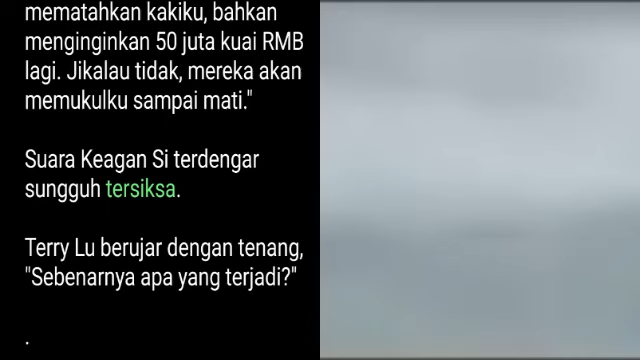 mematahkan kakiku, bahkan
menginginkan 50 juta kuai RMB
lagi. Jikalau tidak, mereka akan
memukulku sampai mati."
Suara Keagan Si terdengar
sungguh tersiksa.
Terry Lu berujar dengan tenang,
"Sebenarnya apa yang terjadi?"
.